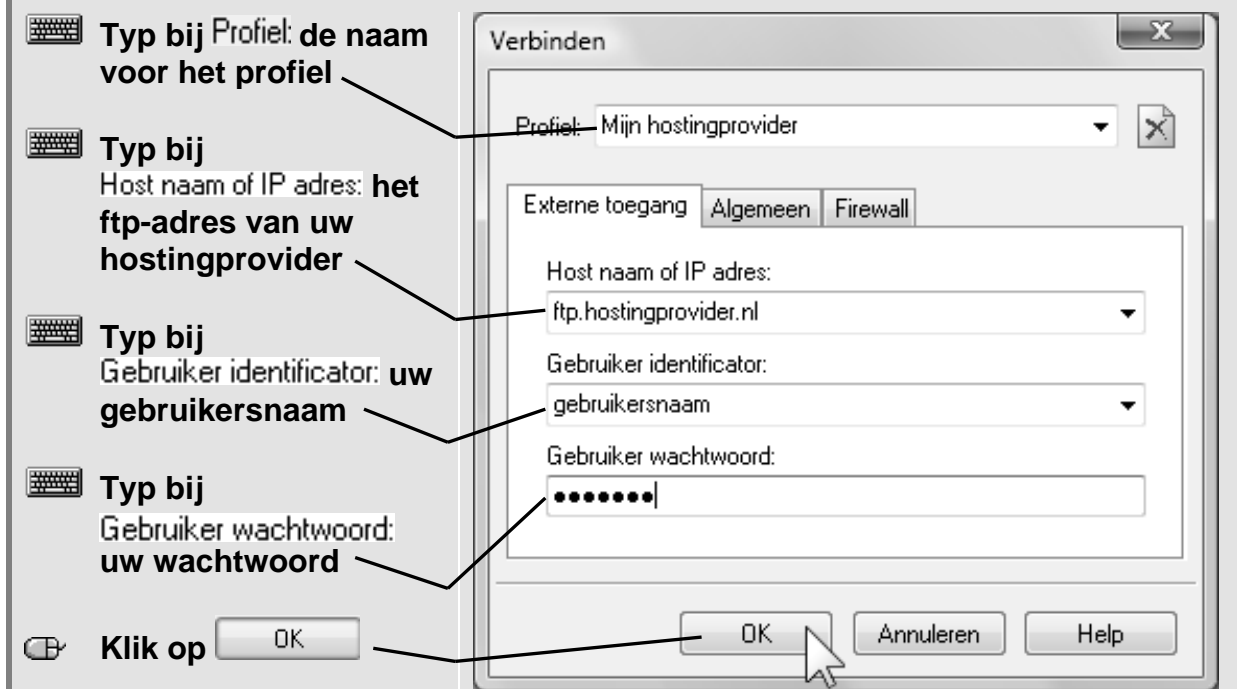 Typ bij Profiel: de naam
voor het profiel
Typ bij
Host naam of IP adres: het
ftp-adres van uw
hostingprovider
Typ bij
Gebruiker identificator: uw
gebruikersnaam
Typ bij
Gebruiker wachtwoord:
uw wachtwoord
Klik op OK
Verbinden
Profiel: Mijn hostingprovider
Externe toegang Algemeen Firewall
Host naam of IP adres:
ftp.hostingprovider.nl
Gebruiker identificator:
gebruikersnaam
Gebruiker wachtwoord:
●●●●●●●
OK Annuleren Help